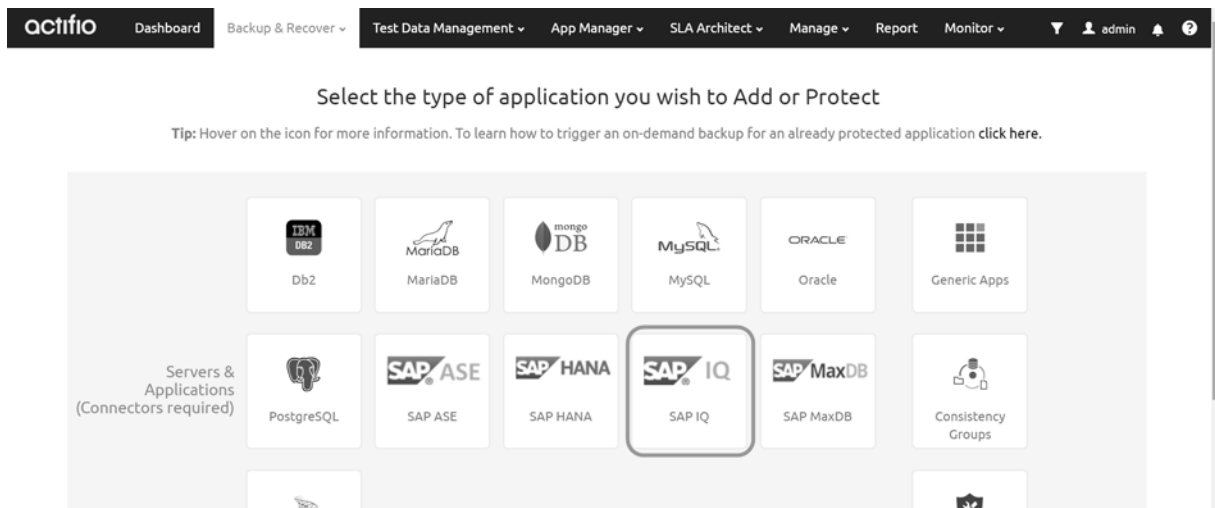 actifio Dashboard Backup & Recover Test Data Management App Manager SLA Architect Manage Report Monitor admin ?
Select the type of application you wish to Add or Protect
Tip: Hover on the icon for more information. To learn how to trigger an on-demand backup for an already protected application click here.
IBM
DB2
MariaDB
mongo
DB
MySQL
ORACLE
Db2 MariaDB MongoDB MySQL Oracle Generic Apps
Servers &
Applications
(Connectors required)
SAP ASE SAP HANA SAP IQ SAP MaxDB
PostgreSQL SAP ASE SAP HANA SAP IQ SAP MaxDB Consistency
Groups